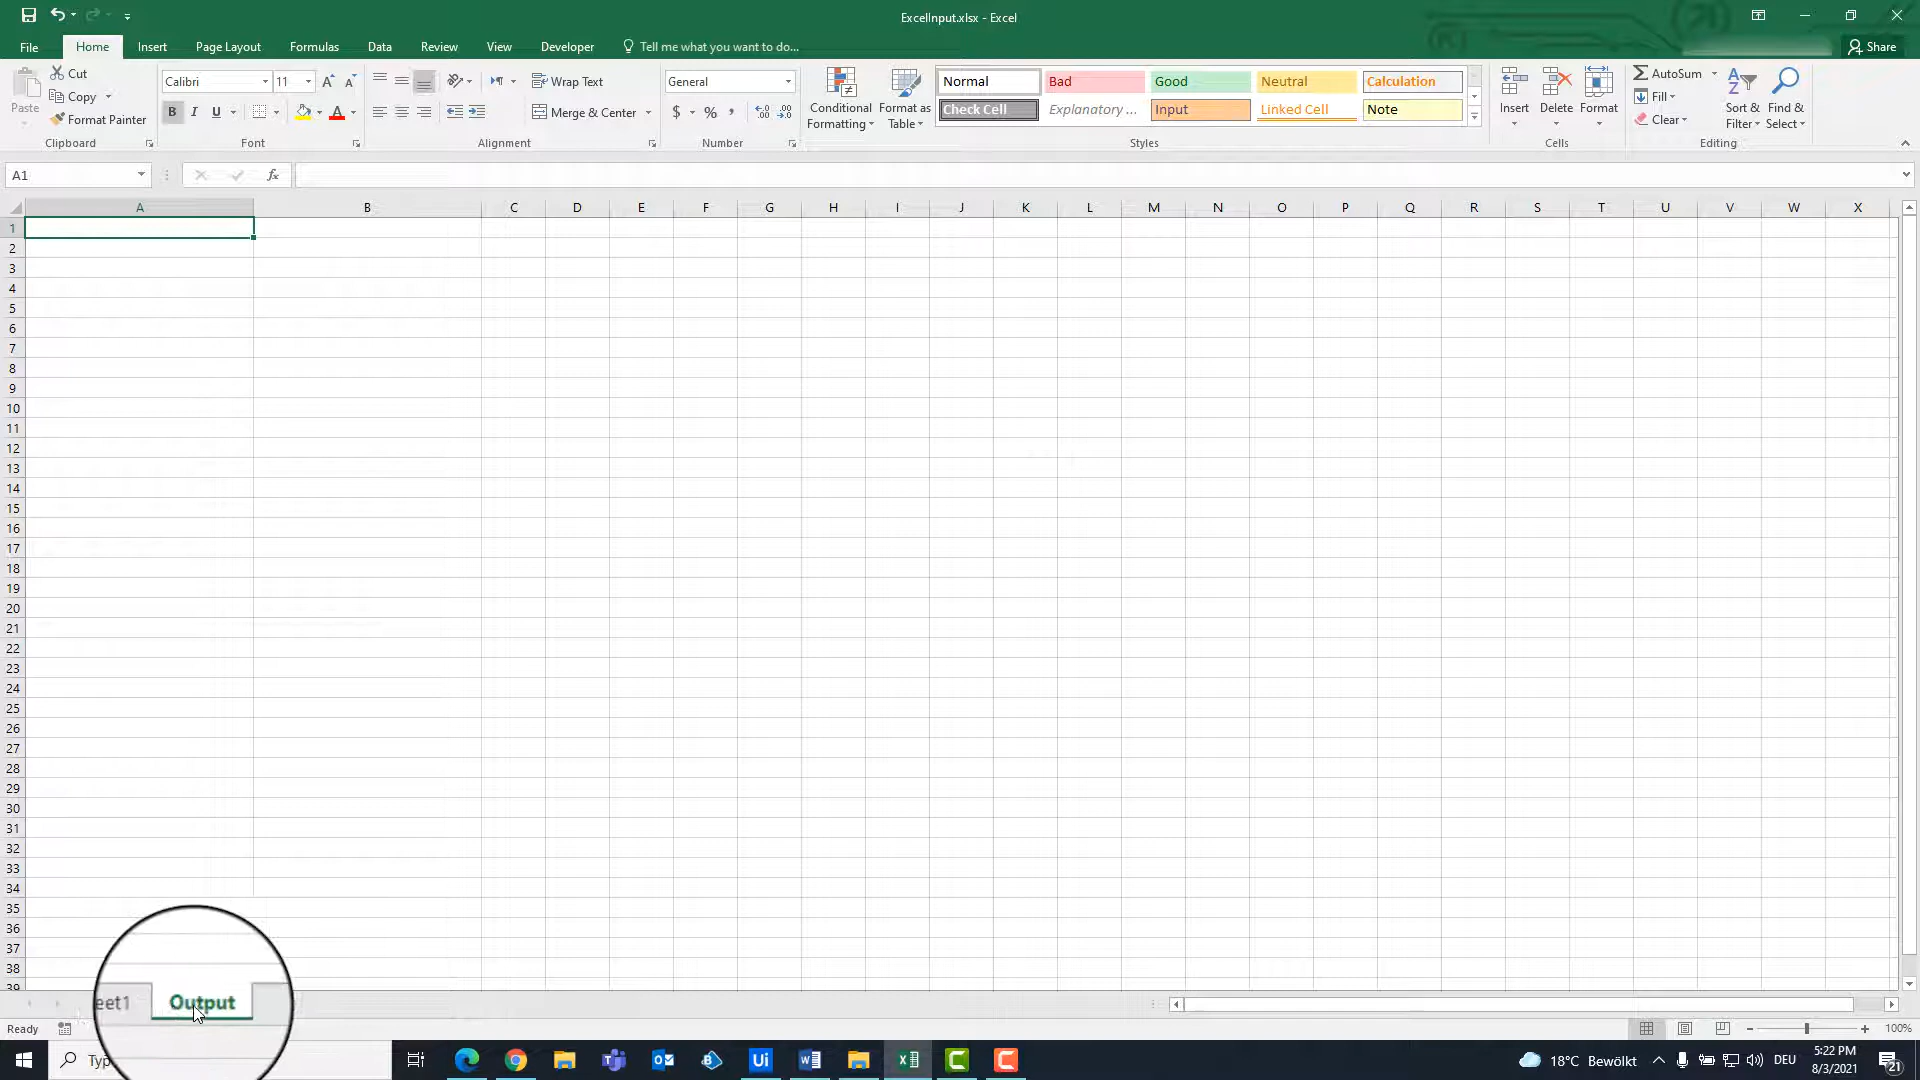 ExcelInput.xlsx - Excel
File Home Insert Page Layout Formulas Data Review View Developer Tell me what you want to do... Share
Cut
Copy
Format Painter
Paste
Clipboard
Calibri 11
B I U
Font
Wrap Text
Merge & Center
Alignment
General
$ % ,
Number
Conditional Formatting
Format as Table
Normal Bad Good Neutral Calculation
Check Cell Explanatory ... Input Linked Cell Note
Styles
Insert Delete Format
Cells
AutoSum
Fill
Clear
Sort & Filter
Find & Select
Editing
A1
fx
A B C D E F G H I J K L M N O P Q R S T U V W X
1
2
3
4
5
6
7
8
9
10
11
12
13
14
15
16
17
18
19
20
21
22
23
24
25
26
27
28
29
30
31
32
33
34
35
36
37
38
39
eet1 Output
Ready
100%
Typ
18°C Bewölkt
DEU
5:22 PM
8/3/2021
21